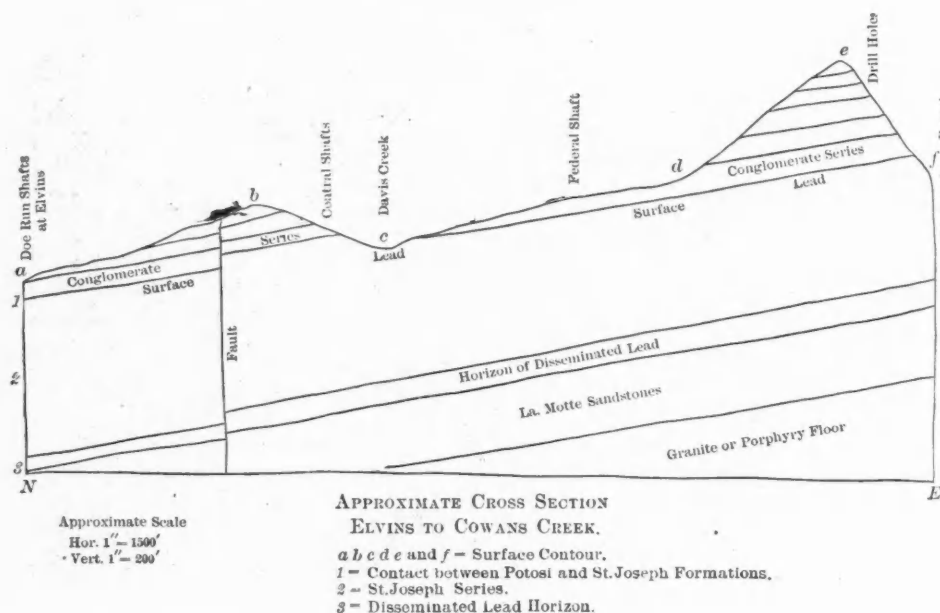 Doe Run Shafts
at Elvins
a
1
2
3
N
b
Central Shafts
Davis Creek
c
Federal Shaft
d
e
Drill Holes
f
E
Conglomerate
Series
Surface
Lead
Fault
Conglomerate Series
Surface
Lead
Horizon of Disseminated Lead
La. Motte Sandstones
Granite or Porphyry Floor
Approximate Scale
Hor. 1"= 1500'
Vert. 1"= 200'
APPROXIMATE CROSS SECTION
ELVINS TO COWANS CREEK.
a b c d e and f = Surface Contour.
1 = Contact between Potosi and St.Joseph Formations.
2 = St.Joseph Series.
3 = Disseminated Lead Horizon.